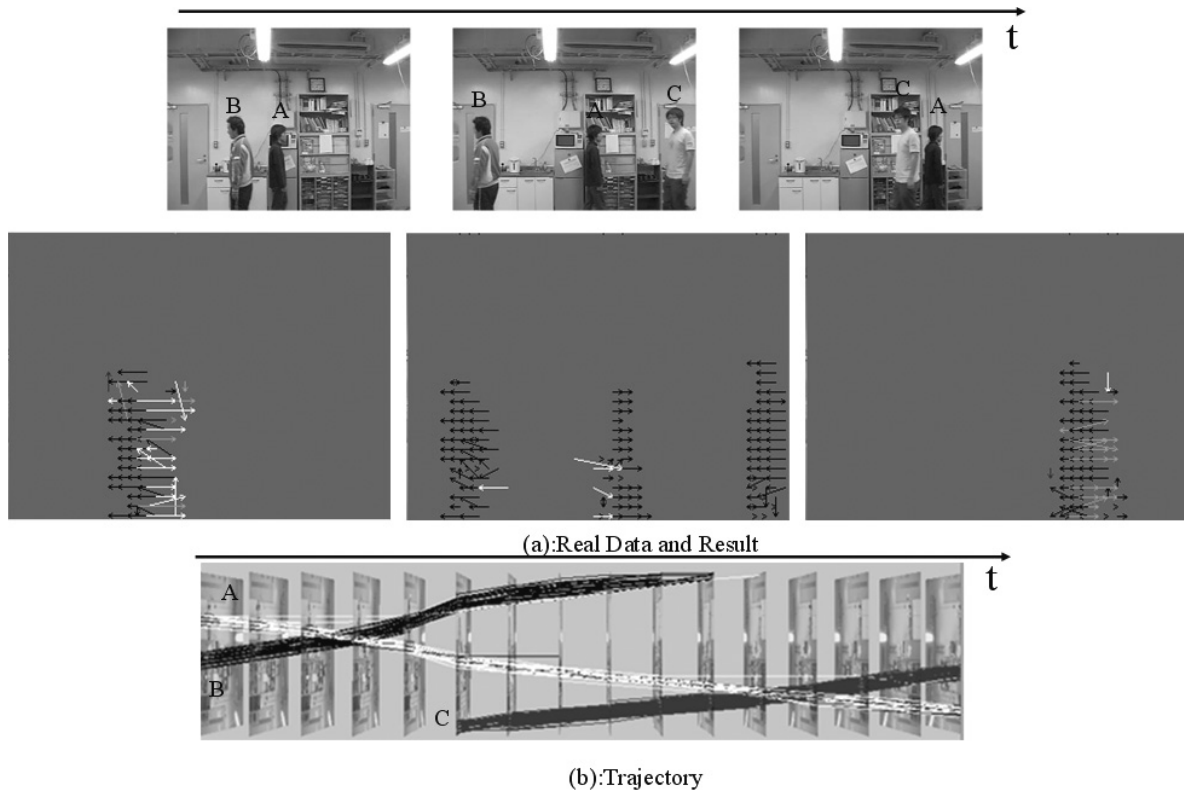 t
B A
B A C
C A
(a):Real Data and Result
t
A
B
C
(b):Trajectory